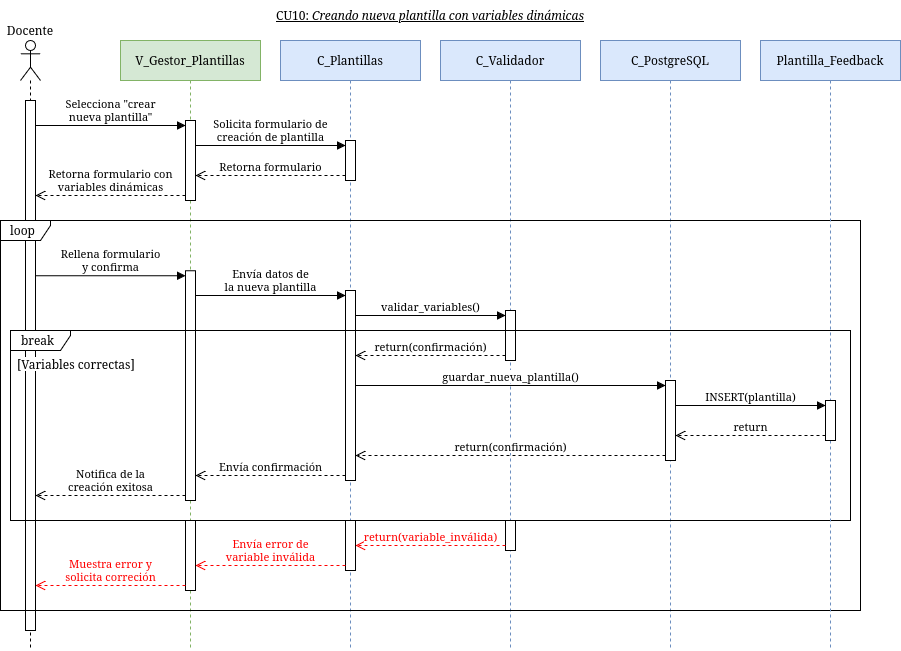 CU10: Creando nueva plantilla con variables dinámicas
Docente
V_Gestor_Plantillas
C_Plantillas
C_Validador
C_PostgreSQL
Plantilla_Feedback
Selecciona "crear
nueva plantilla"
Solicita formulario de
creación de plantilla
Retorna formulario
Retorna formulario con
variables dinámicas
loop
Rellena formulario
y confirma
Envía datos de
la nueva plantilla
validar_variables()
break
[Variables correctas]
return(confirmación)
guardar_nueva_plantilla()
INSERT(plantilla)
return
return(confirmación)
Envía confirmación
Notifica de la
creación exitosa
return(variable_inválida)
Envía error de
variable inválida
Muestra error y
solicita correción